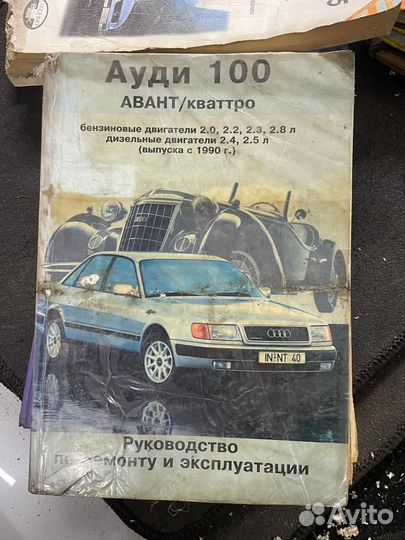 Ауди 100
АВАНТ/кваттро
бензиновые двигатели 2.0, 2.2, 2.3, 2.8 л
дизельные двигатели 2.4, 2.5 л
(выпуска с 1990 г.)
IN-NT 40
Руководство
по ремонту и эксплуатации
Avito